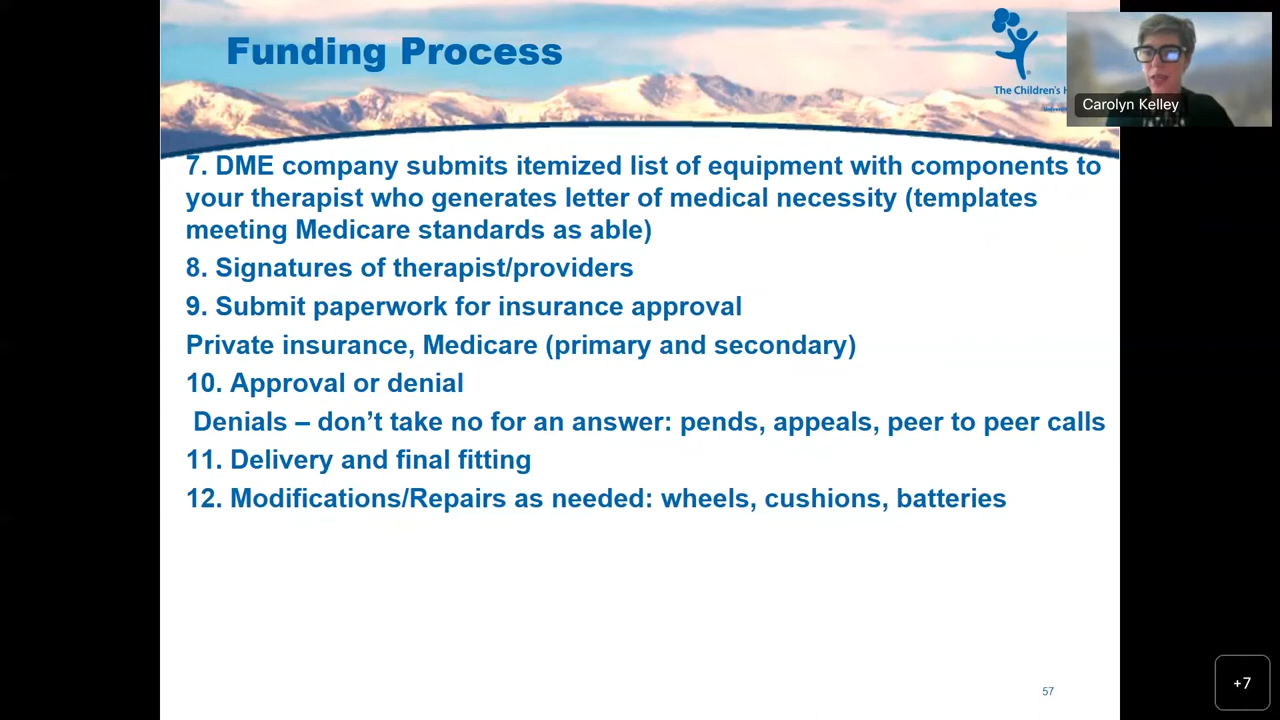 Funding Process
The Children's H
Carolyn Kelley
7. DME company submits itemized list of equipment with components to
your therapist who generates letter of medical necessity (templates
meeting Medicare standards as able)
8. Signatures of therapist/providers
9. Submit paperwork for insurance approval
Private insurance, Medicare (primary and secondary)
10. Approval or denial
Denials – don’t take no for an answer: pends, appeals, peer to peer calls
11. Delivery and final fitting
12. Modifications/Repairs as needed: wheels, cushions, batteries
57
+7